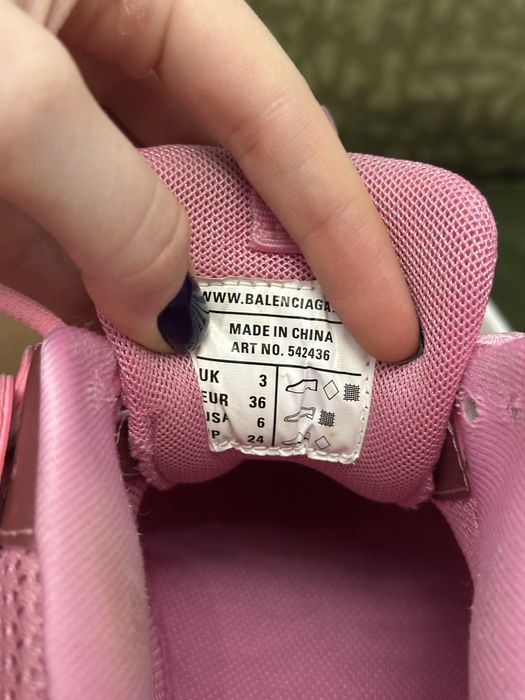 WWW.BALENCIAGA.
MADE IN CHINA
ART NO. 542436
UK 3
EUR 36
USA 6
P 24